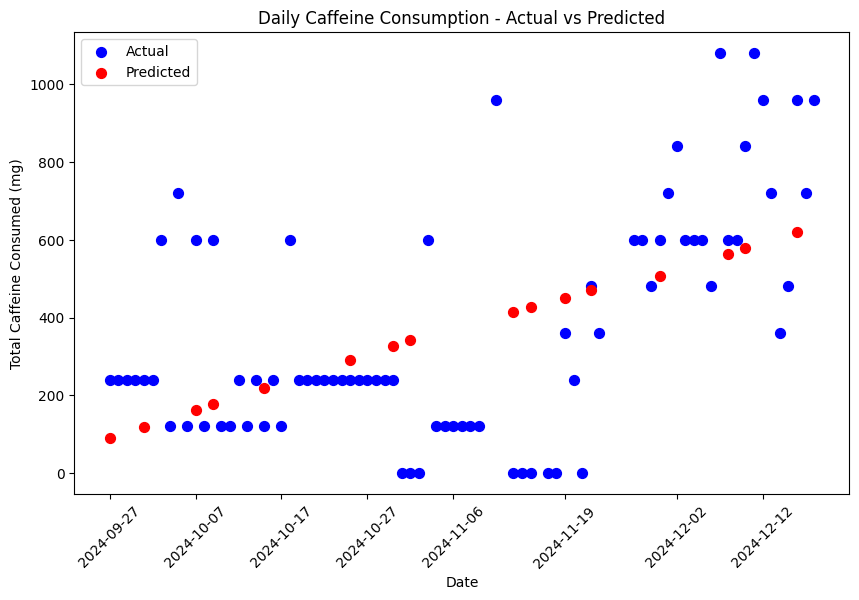 Daily Caffeine Consumption - Actual vs Predicted
Actual
Predicted
Total Caffeine Consumed (mg)
1000
800
600
400
200
0
2024-09-27
2024-10-07
2024-10-17
2024-10-27
2024-11-06
2024-11-19
2024-12-02
2024-12-12
Date